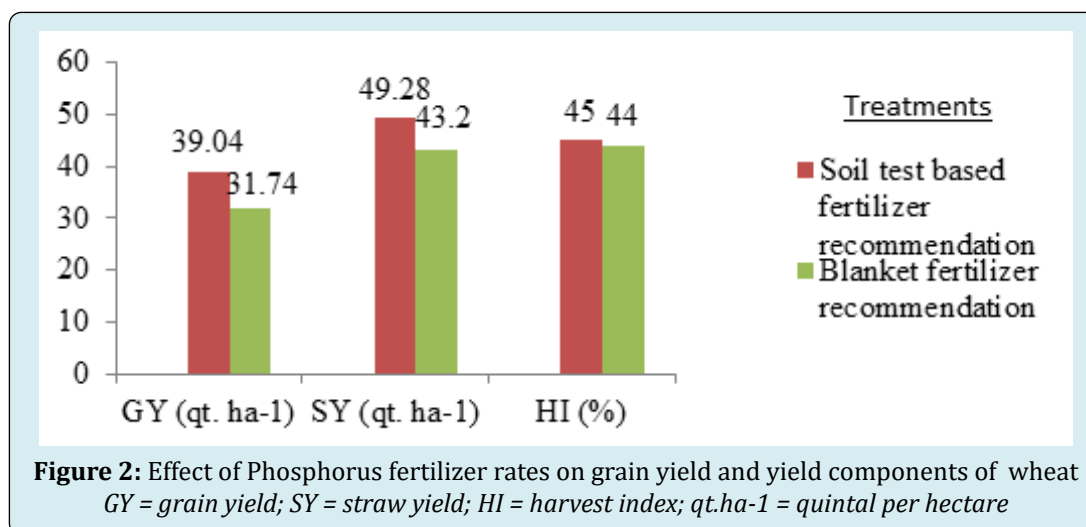 60
50
40
30
20
10
0
39.04
31.74
49.28
43.2
45
44
GY (qt. ha-1) SY (qt. ha-1) HI (%)
Treatments
Soil test based
fertilizer
recommendation
Blanket fertilizer
recommendation
Figure 2: Effect of Phosphorus fertilizer rates on grain yield and yield components of wheat
GY = grain yield; SY = straw yield; HI = harvest index; qt.ha-1 = quintal per hectare